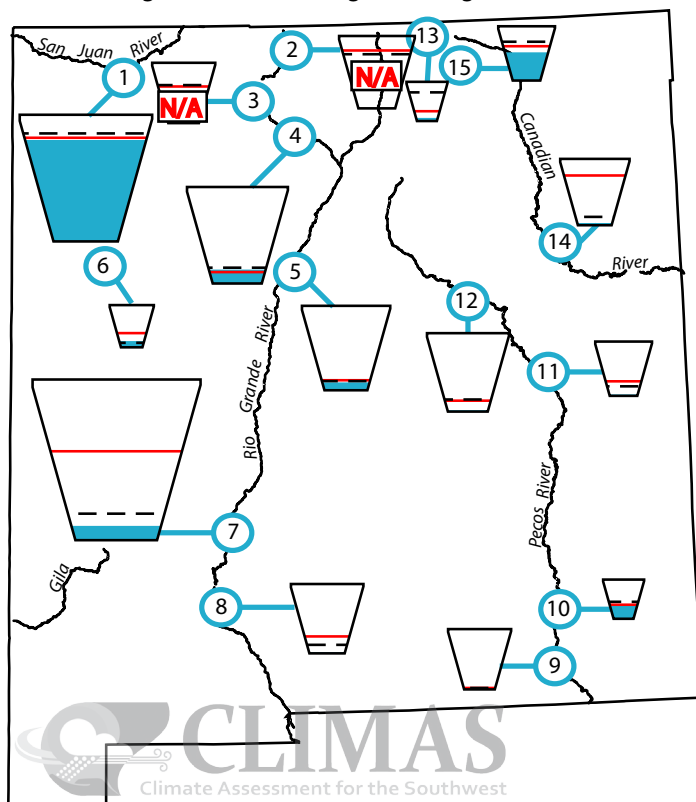 San Juan River
1
2
13
15
N/A
3
N/A
4
Canadian
14
River
5
6
12
Rio Grande River
11
Pecos River
7
Gila
8
10
9
CLIMAS
Climate Assessment for the Southwest